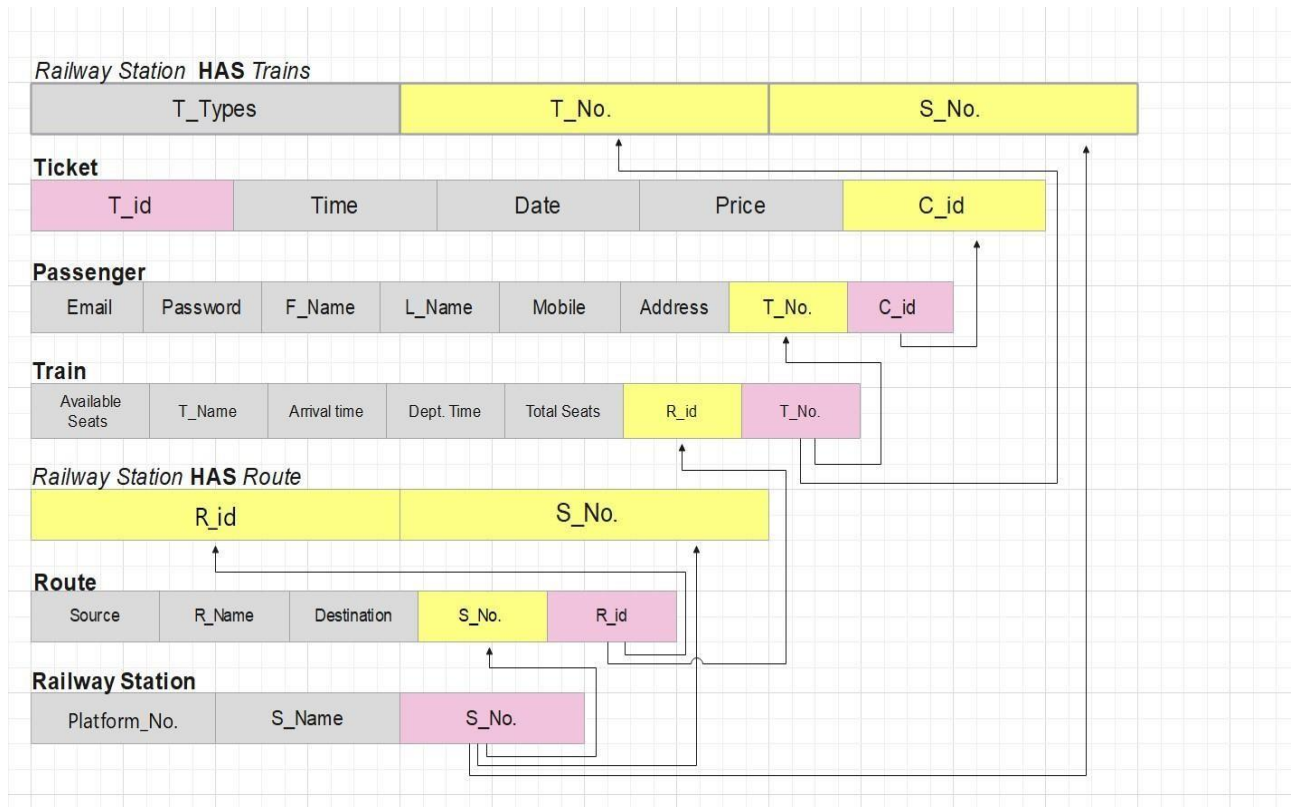 Railway Station HAS Trains
T_Types T_No. S_No.
Ticket
T_id Time Date Price C_id
Passenger
Email Password F_Name L_Name Mobile Address T_No. C_id
Train
Available Seats T_Name Arrival time Dept. Time Total Seats R_id T_No.
Railway Station HAS Route
R_id S_No.
Route
Source R_Name Destination S_No. R_id
Railway Station
Platform_No. S_Name S_No.